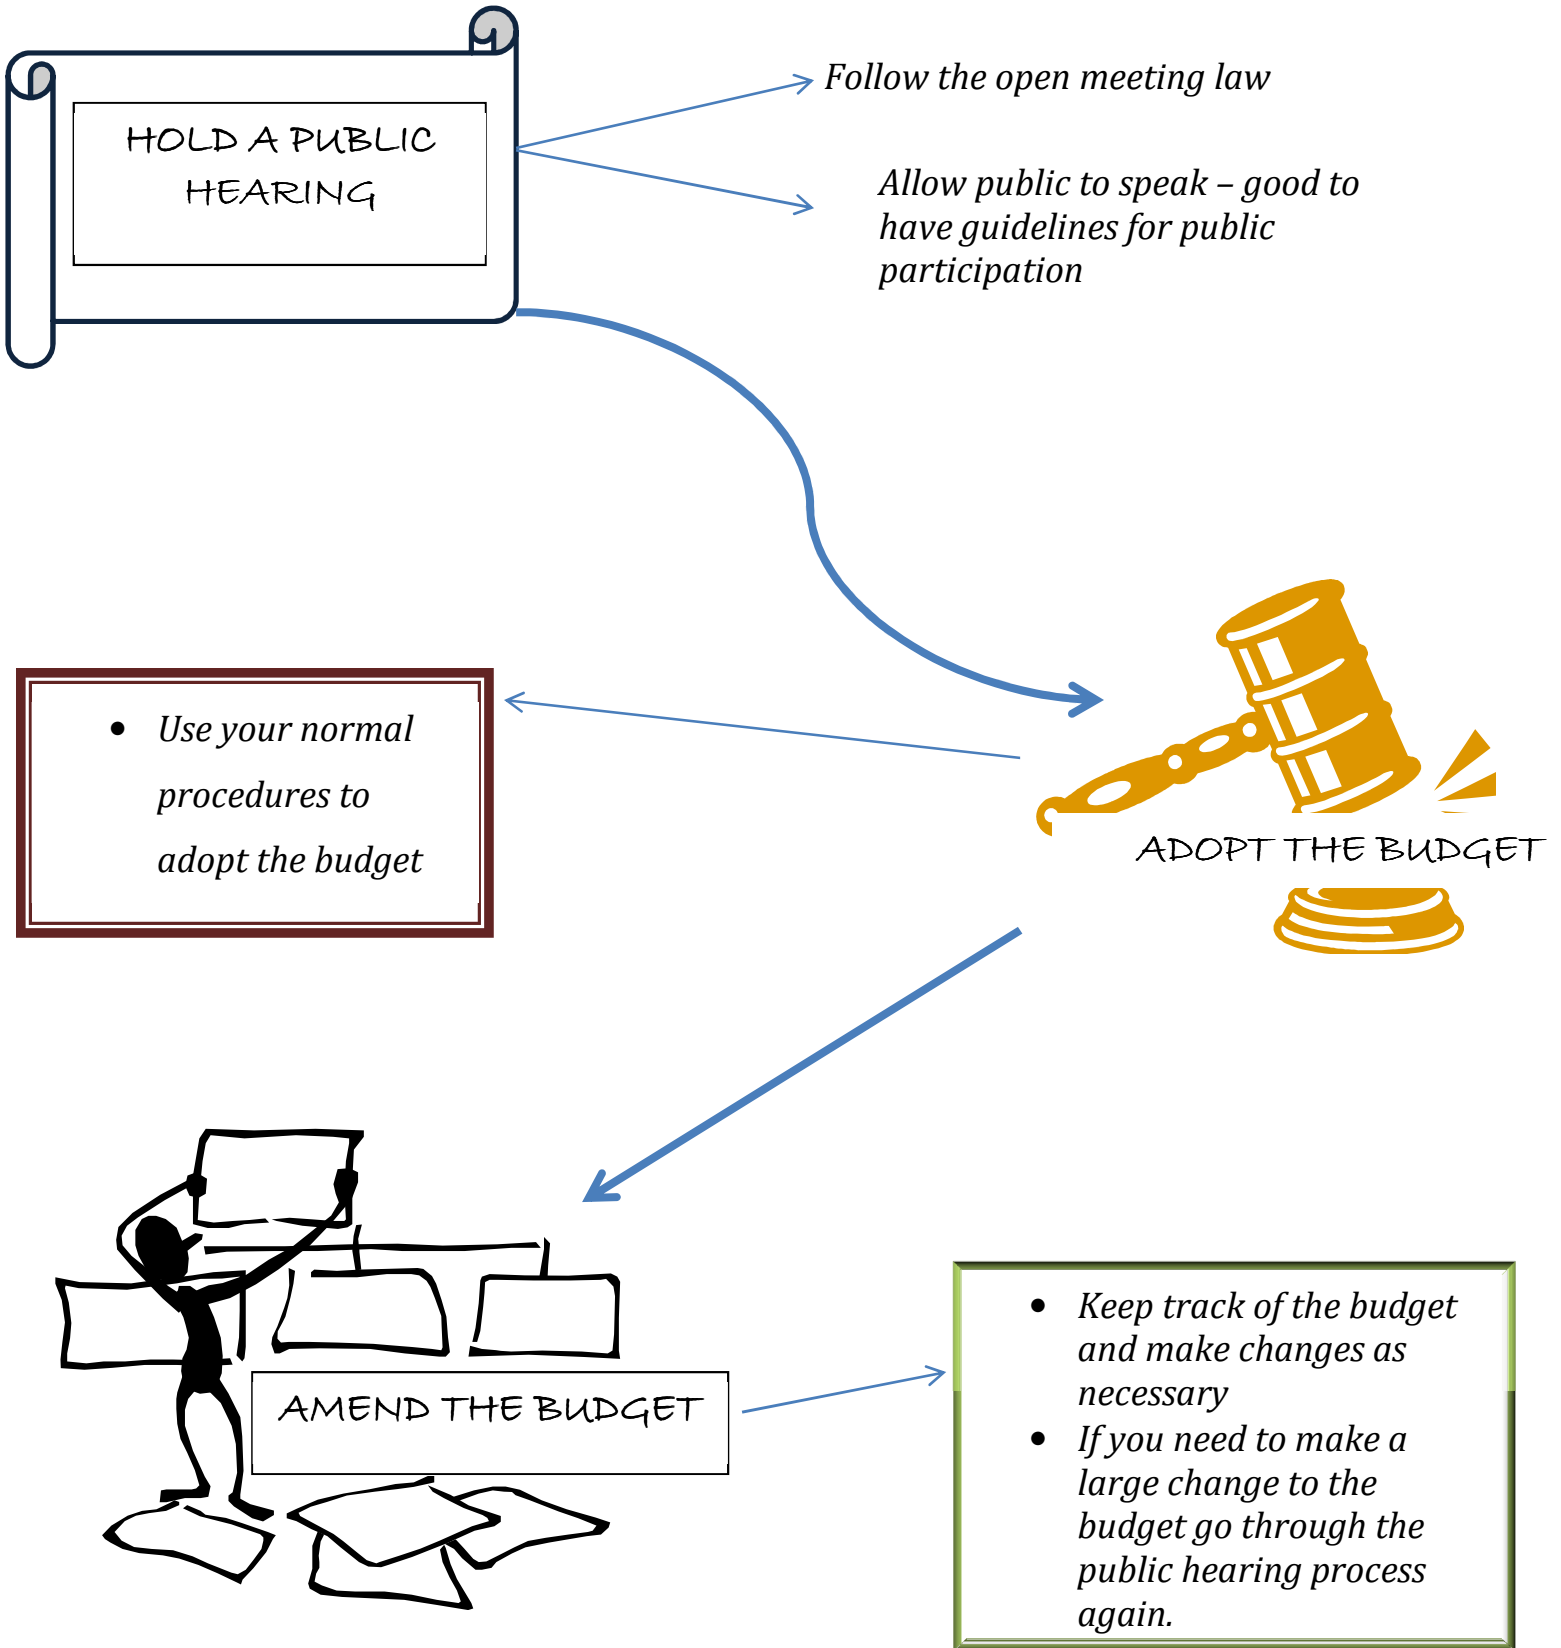 HOLD A PUBLIC
HEARING
Follow the open meeting law
Allow public to speak – good to
have guidelines for public
participation
• Use your normal
procedures to
adopt the budget
ADOPT THE BUDGET
AMEND THE BUDGET
• Keep track of the budget
and make changes as
necessary
• If you need to make a
large change to the
budget go through the
public hearing process
again.